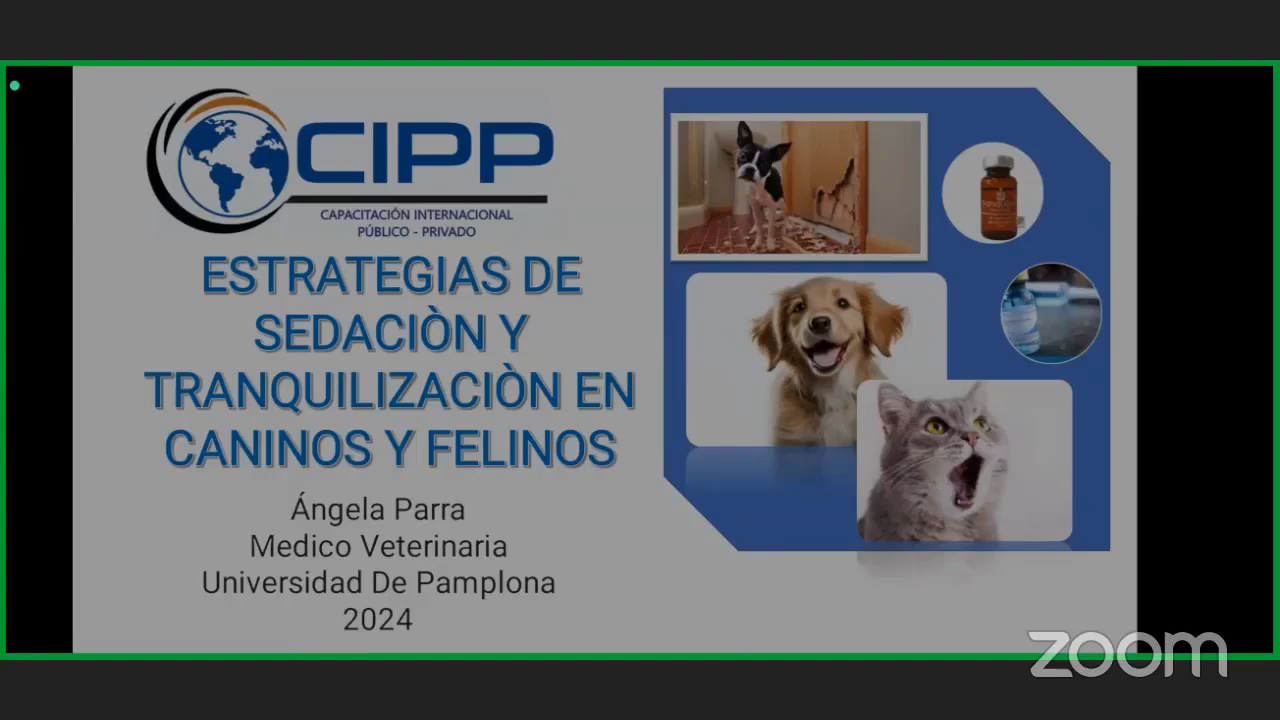 CIPP
CAPACITACIÓN INTERNACIONAL
PÚBLICO - PRIVADO
ESTRATEGIAS DE
SEDACIÒN Y
TRANQUILIZACIÒN EN
CANINOS Y FELINOS
Ángela Parra
Medico Veterinaria
Universidad De Pamplona
2024
zoom